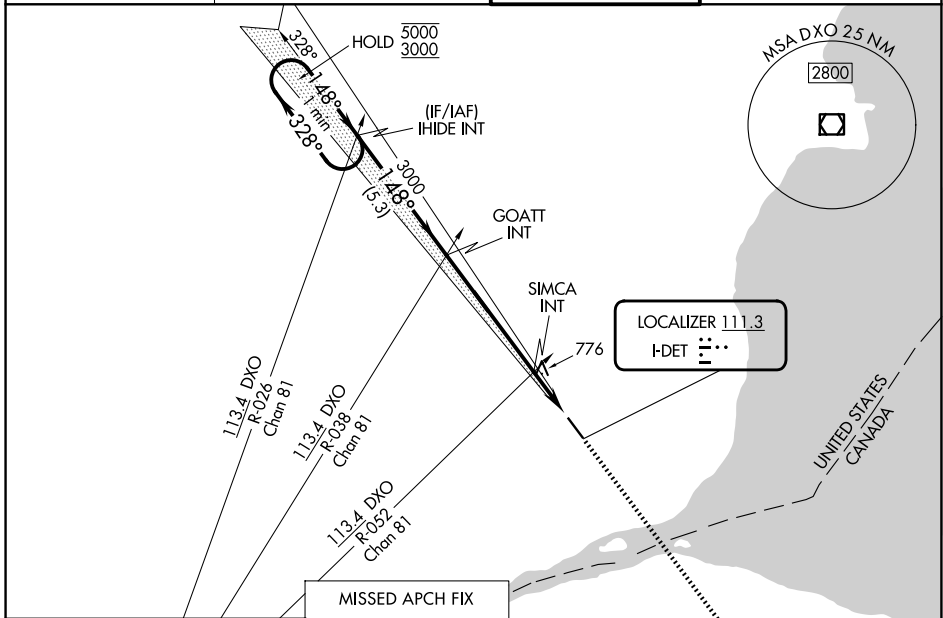 328°
HOLD 5000
3000
148°
1 min
328°
(IF/IAF)
IHIDE INT
3000
148°
(5.3)
GOATT
INT
SIMCA
INT
776
LOCALIZER 111.3
I-DET
MSA DXO 25 NM
2800
113.4 DXO
R-026
Chan 81
113.4 DXO
R-038
Chan 81
113.4 DXO
R-052
Chan 81
UNITED STATES
CANADA
MISSED APCH FIX